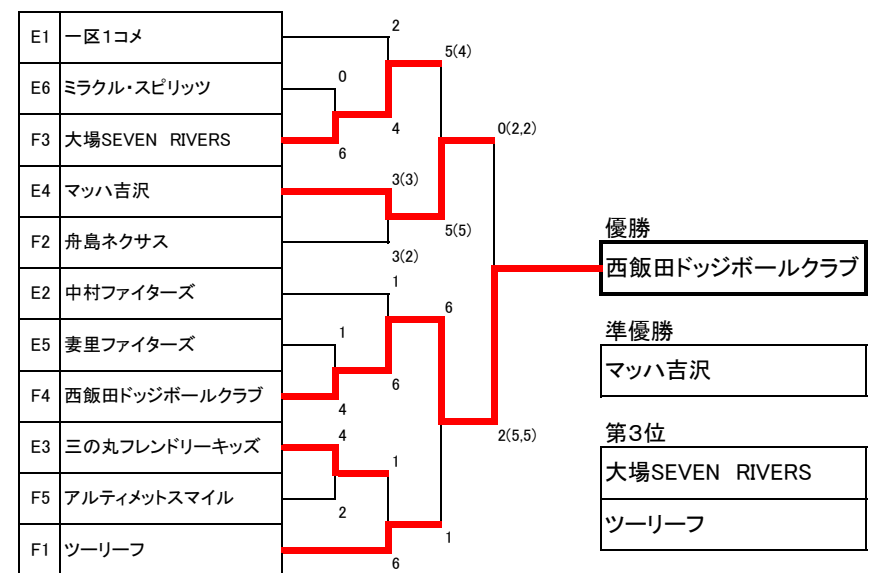 E1 一区1コメ
E6 ミラクル・スピリッツ
F3 大場SEVEN RIVERS
E4 マッハ吉沢
F2 舟島ネクサス
E2 中村ファイターズ
E5 妻里ファイターズ
F4 西飯田ドッジボールクラブ
E3 三の丸フレンドリーキッズ
F5 アルティメットスマイル
F1 ツーリーフ
2
0
4
6
3(3)
3(2)
1
1
6
4
4
1
2
6
5(4)
5(5)
6
1
0(2,2)
2(5,5)
優勝
西飯田ドッジボールクラブ
準優勝
マッハ吉沢
第3位
大場SEVEN RIVERS
ツーリーフ